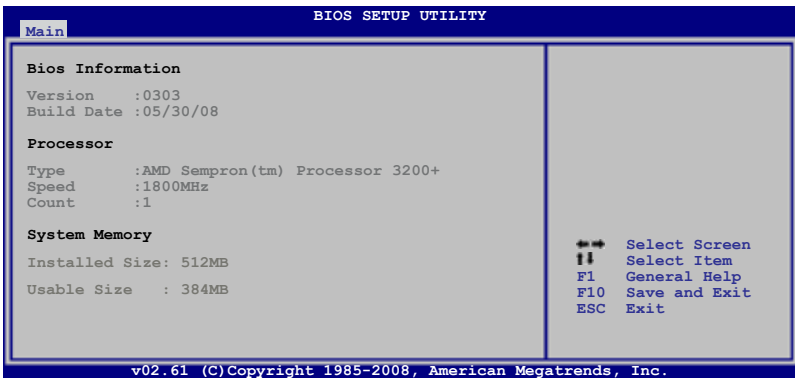 BIOS SETUP UTILITY
Main
Bios Information
Version :0303
Build Date :05/30/08
Processor
Type :AMD Sempron(tm) Processor 3200+
Speed :1800MHz
Count :1
System Memory
Installed Size: 512MB
Usable Size : 384MB
←→ Select Screen
↑↓ Select Item
F1 General Help
F10 Save and Exit
ESC Exit
v02.61 (C)Copyright 1985-2008, American Megatrends, Inc.